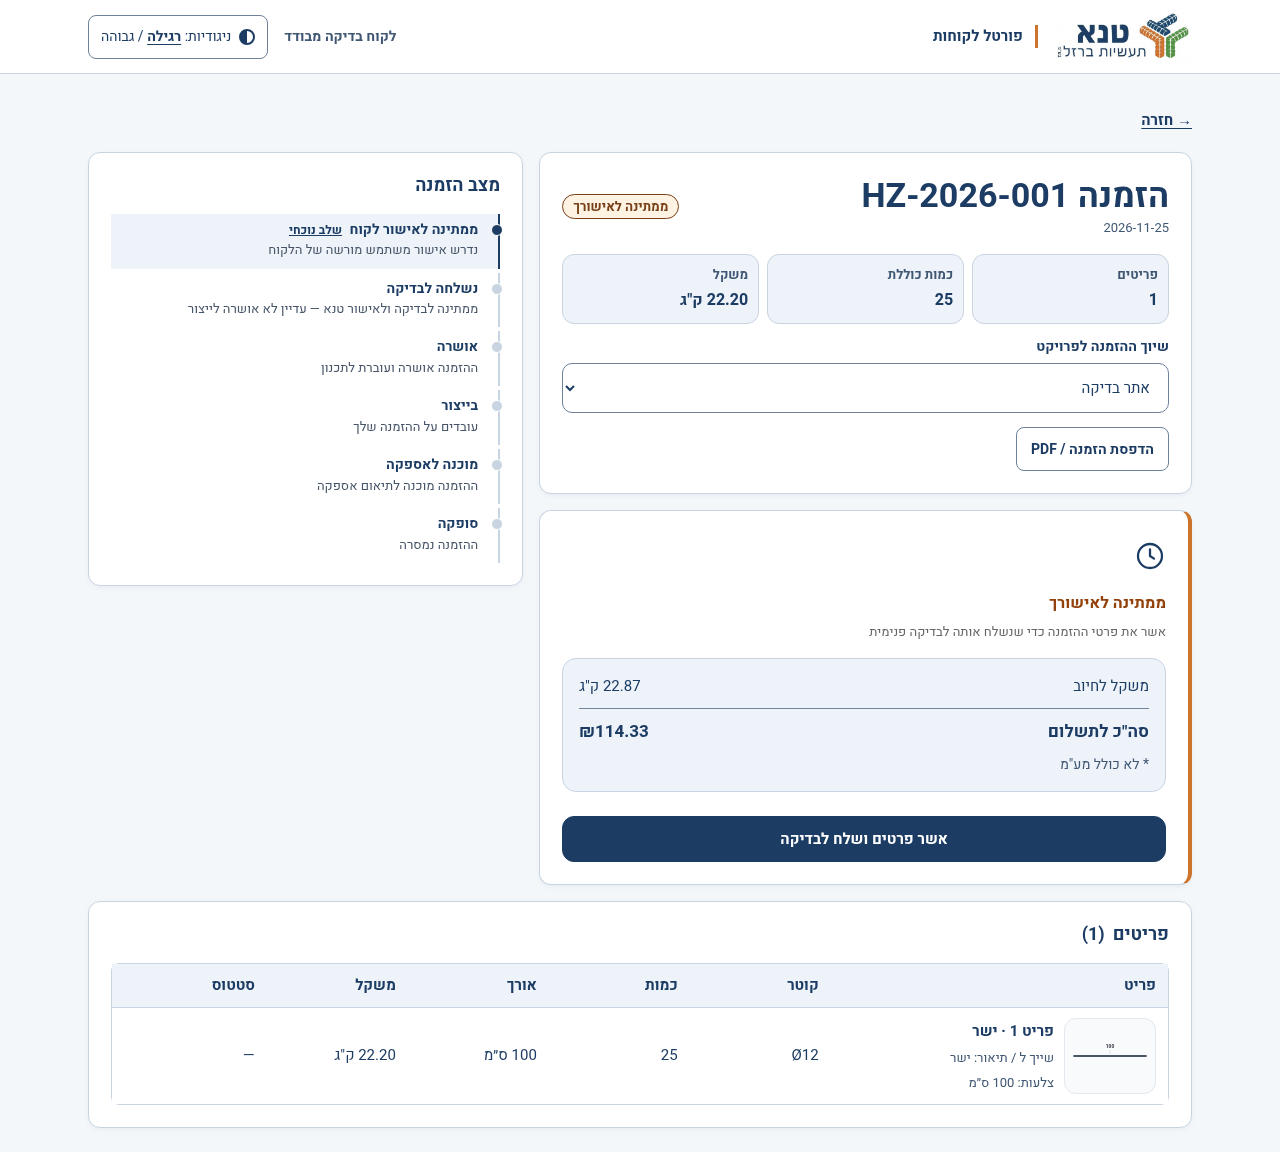 טנא
תעשיות ברזל
פורטל לקוחות
לקוח בדיקה מבודד
ניגודיות: רגילה / גבוהה
→ חזרה
הזמנה HZ-2026-001
ממתינה לאישורך
2026-11-25
פריטים
1
כמות כוללת
25
משקל
22.20 ק"ג
שיוך ההזמנה לפרויקט
אתר בדיקה
הדפסת הזמנה / PDF
ממתינה לאישורך
אשר את פרטי ההזמנה כדי שנשלח אותה לבדיקה פנימית
משקל לחיוב 22.87 ק"ג
סה"כ לתשלום ₪114.33
* לא כולל מע"מ
אשר פרטים ושלח לבדיקה
מצב הזמנה
ממתינה לאישור לקוח שלב נוכחי
נדרש אישור משתמש מורשה של הלקוח
נשלחה לבדיקה
ממתינה לבדיקה ולאישור טנא — עדיין לא אושרה לייצור
אושרה
ההזמנה אושרה ועוברת לתכנון
בייצור
עובדים על ההזמנה שלך
מוכנה לאספקה
ההזמנה מוכנה לתיאום אספקה
סופקה
ההזמנה נמסרה
פריטים (1)
פריט קוטר כמות אורך משקל סטטוס
100
פריט 1 · ישר
שייך ל / תיאור: ישר
צלעות: 100 ס״מ
Ø12 25 100 ס״מ 22.20 ק"ג —